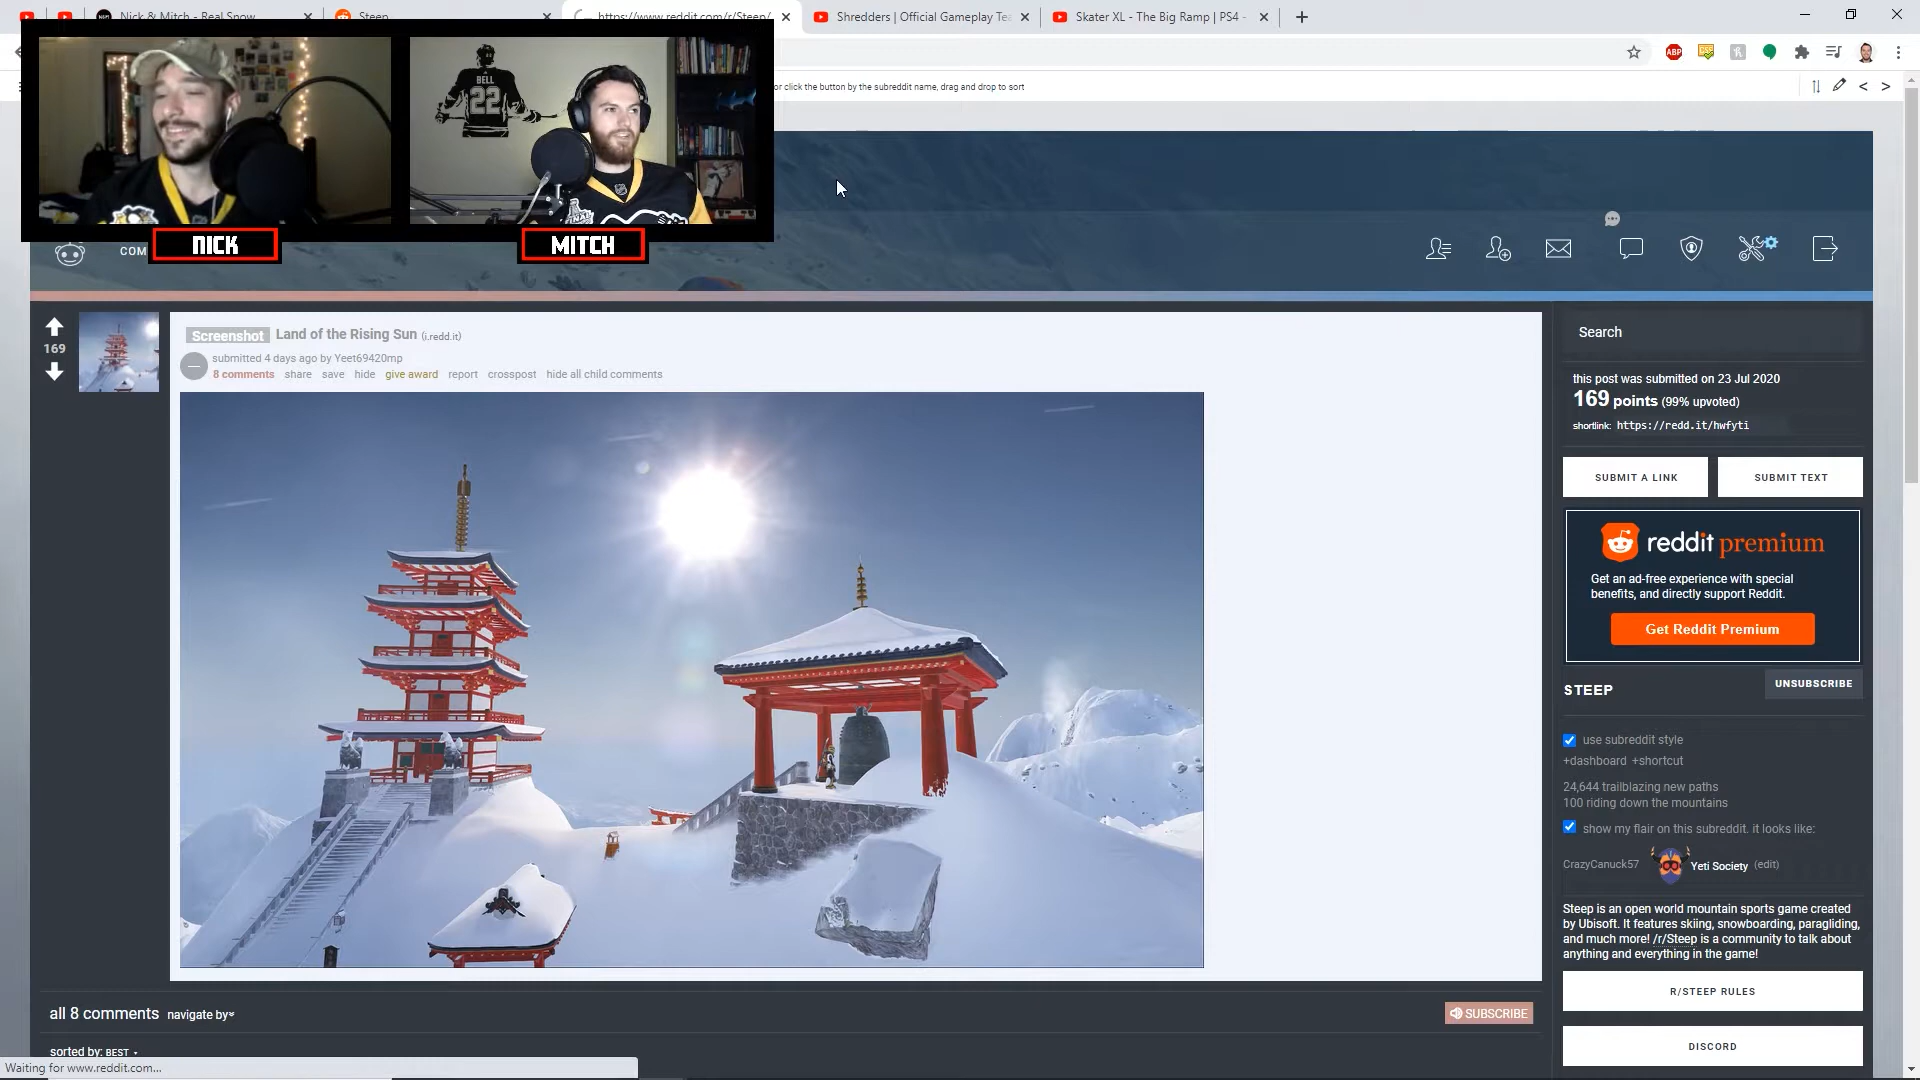 Nick & Mitch - Real Snow
Steep
https://www.reddit.com/r/Steep/
Shredders | Official Gameplay Tea
Skater XL - The Big Ramp | PS4 -
or click the button by the subreddit name, drag and drop to sort
ABP
BELL
22
NICK
MITCH
COM
169
Screenshot Land of the Rising Sun (i.redd.it)
submitted 4 days ago by Yeet69420mp
8 comments share save hide give award report crosspost hide all child comments
Search
this post was submitted on 23 Jul 2020
169 points (99% upvoted)
shortlink: https://redd.it/hwfyti
SUBMIT A LINK
SUBMIT TEXT
reddit premium
Get an ad-free experience with special
benefits, and directly support Reddit.
Get Reddit Premium
STEEP
UNSUBSCRIBE
use subreddit style
+dashboard +shortcut
24,644 trailblazing new paths
100 riding down the mountains
show my flair on this subreddit. it looks like:
CrazyCanuck57 Yeti Society (edit)
Steep is an open world mountain sports game created
by Ubisoft. It features skiing, snowboarding, paragliding,
and much more! /r/Steep is a community to talk about
anything and everything in the game!
R/STEEP RULES
DISCORD
all 8 comments navigate by
SUBSCRIBE
sorted by: BEST
Waiting for www.reddit.com...